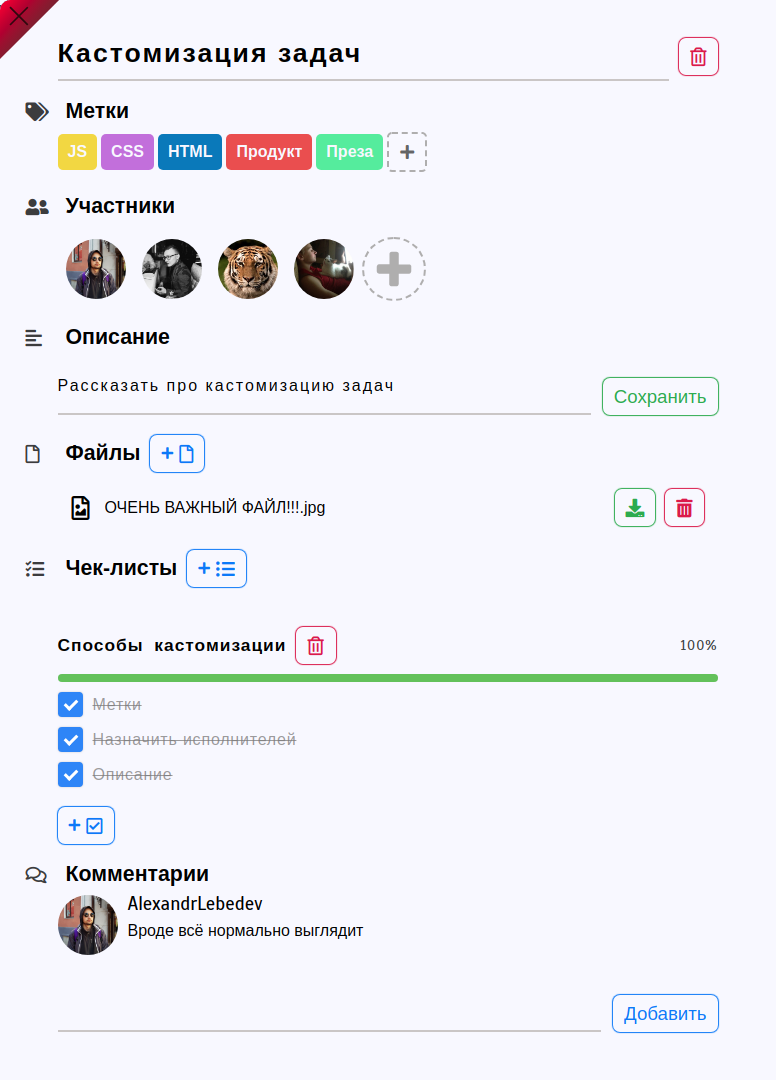 Кастомизация задач
Метки
JS CSS HTML Продукт Преза
Участники
Описание
Рассказать про кастомизацию задач
Сохранить
Файлы
ОЧЕНЬ ВАЖНЫЙ ФАЙЛ!!!.jpg
Чек-листы
Способы кастомизации
100%
Метки
Назначить исполнителей
Описание
Комментарии
AlexandrLebedev
Вроде всё нормально выглядит
Добавить